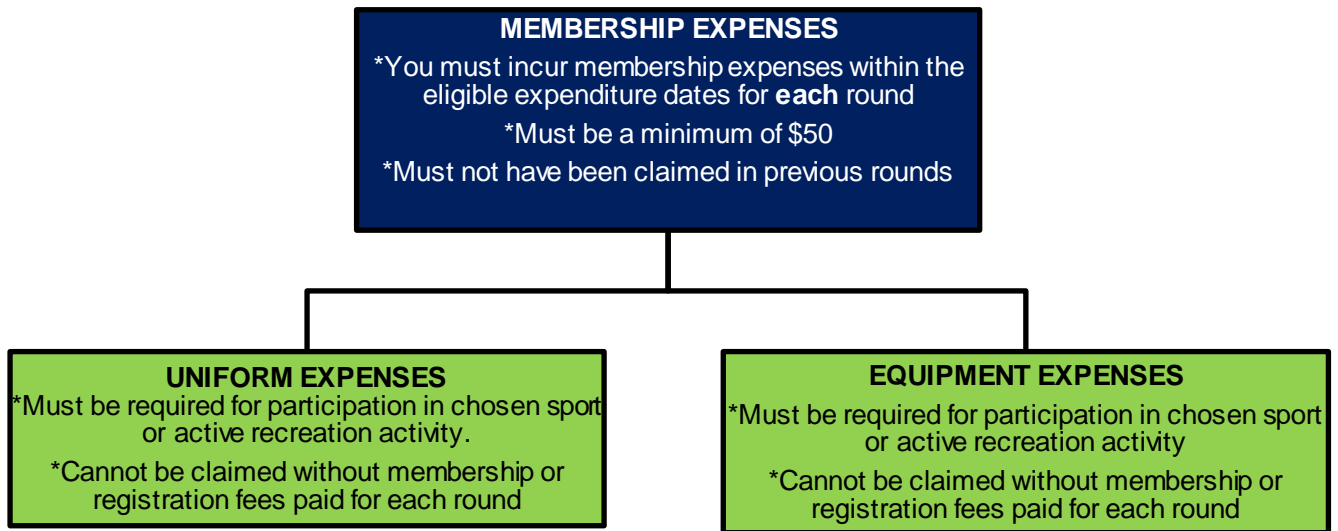 MEMBERSHIP EXPENSES
*You must incur membership expenses within the
eligible expenditure dates for each round
*Must be a minimum of $50
*Must not have been claimed in previous rounds
UNIFORM EXPENSES
*Must be required for participation in chosen sport
or active recreation activity.
*Cannot be claimed without membership or
registration fees paid for each round
EQUIPMENT EXPENSES
*Must be required for participation in chosen sport
or active recreation activity
*Cannot be claimed without membership or
registration fees paid for each round